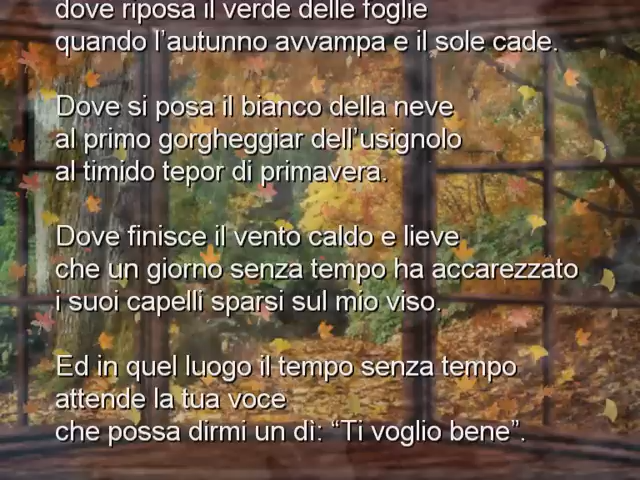 dove riposa il verde delle foglie
quando l’autunno avvampa e il sole cade.
Dove si posa il bianco della neve
al primo gorgheggiar dell’usignolo
al timido tepor di primavera.
Dove finisce il vento caldo e lieve
che un giorno senza tempo ha accarezzato
i suoi capelli sparsi sul mio viso.
Ed in quel luogo il tempo senza tempo
attende la tua voce
che possa dirmi un dì: “Ti voglio bene”.